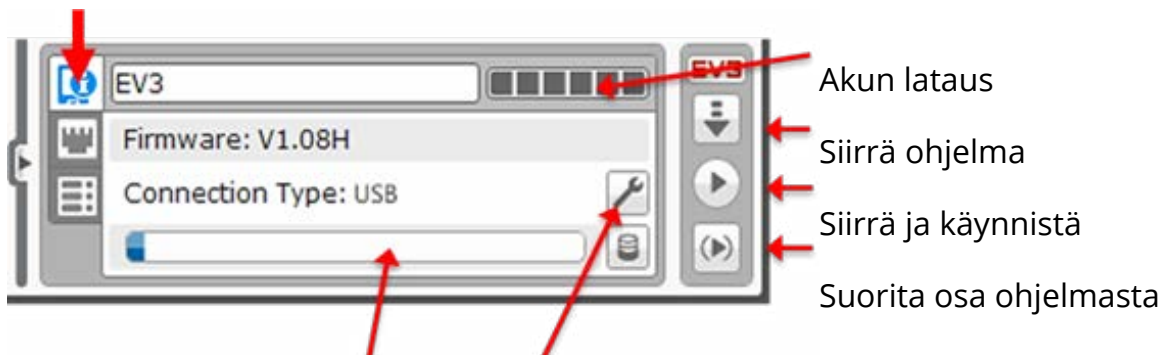 EV3
EV3
Akun lataus
Firmware: V1.08H
Siirrä ohjelma
Connection Type: USB
Siirrä ja käynnistä
Suorita osa ohjelmasta